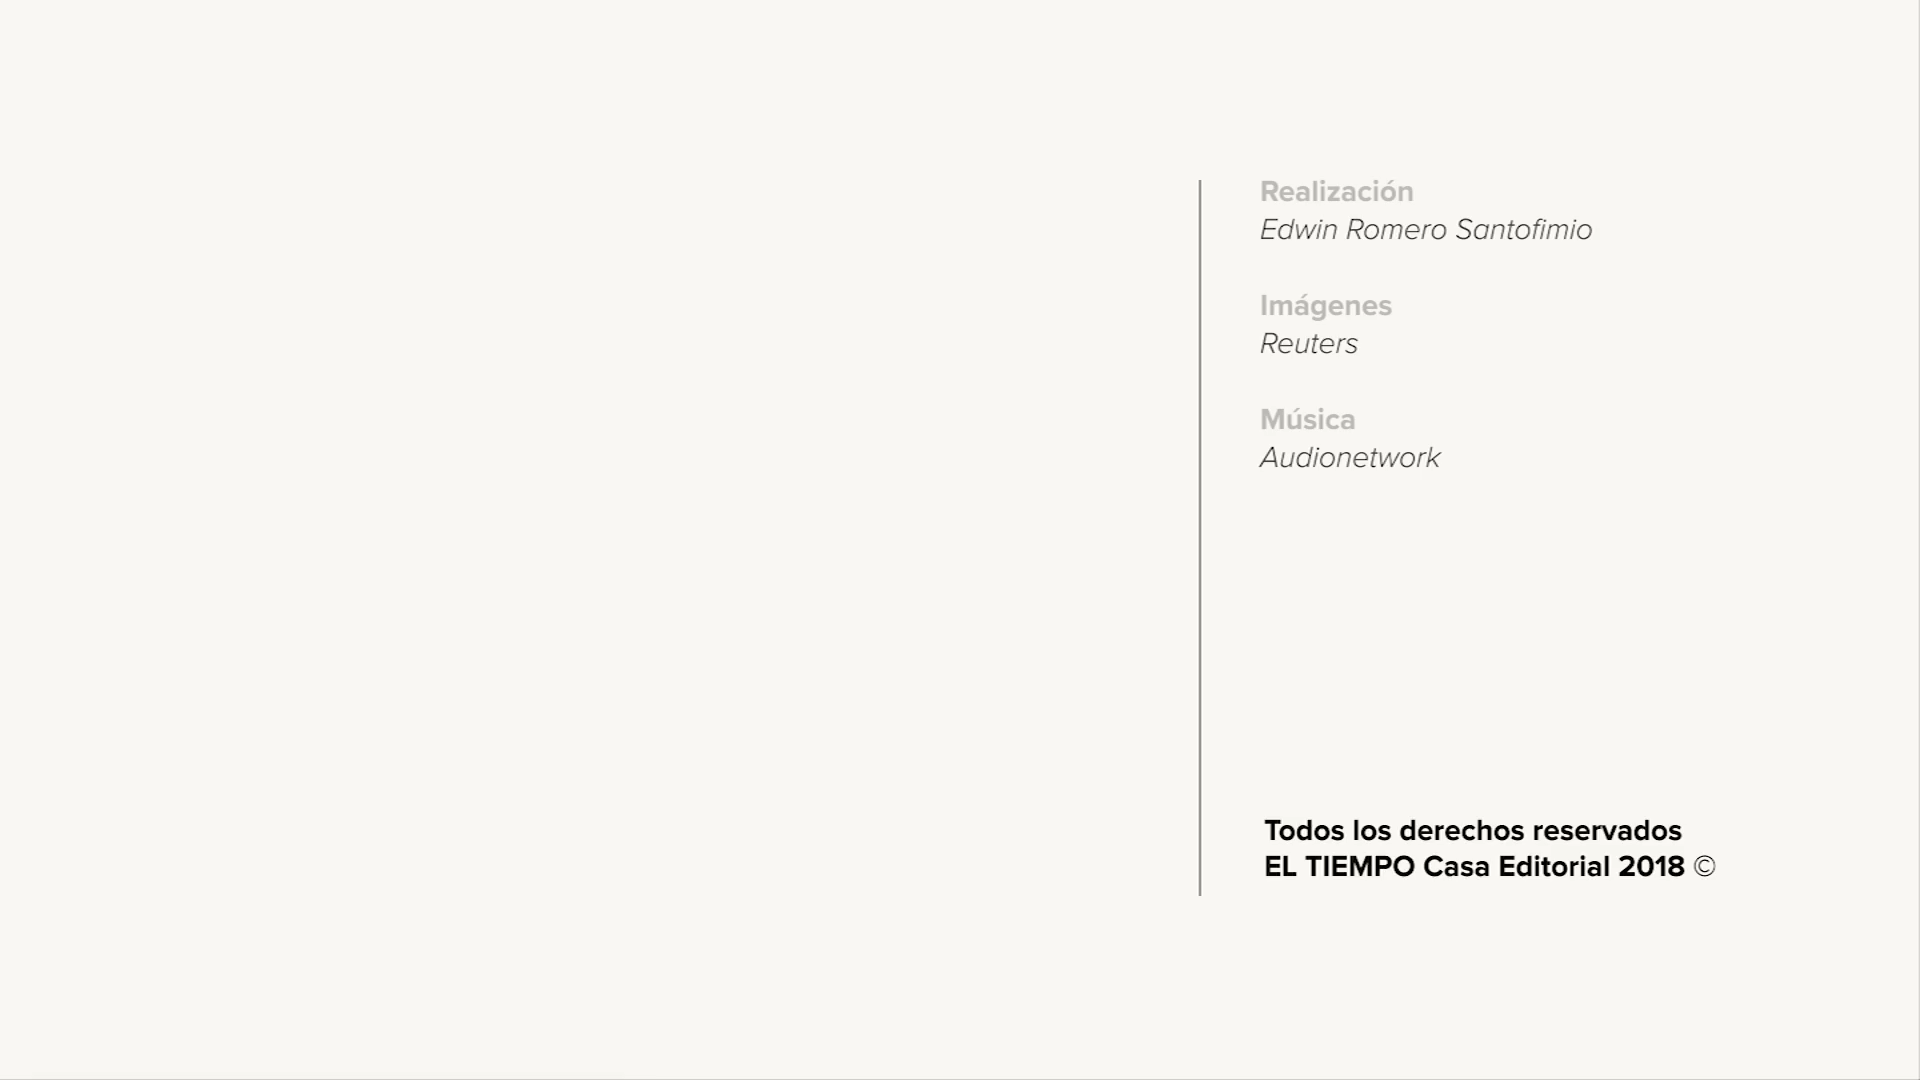 Realización
Edwin Romero Santofimio
Imágenes
Reuters
Música
Audionetwork
Todos los derechos reservados
EL TIEMPO Casa Editorial 2018 ©